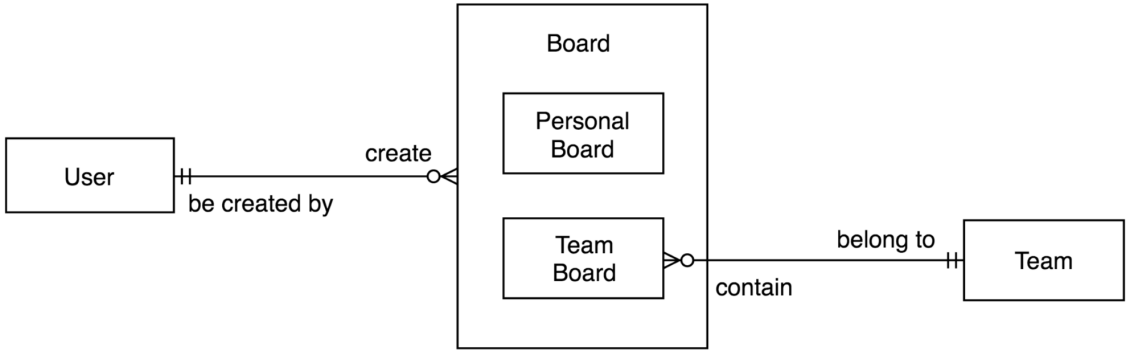 Board
Personal
Board
create
User
be created by
Team
Board
belong to
contain
Team